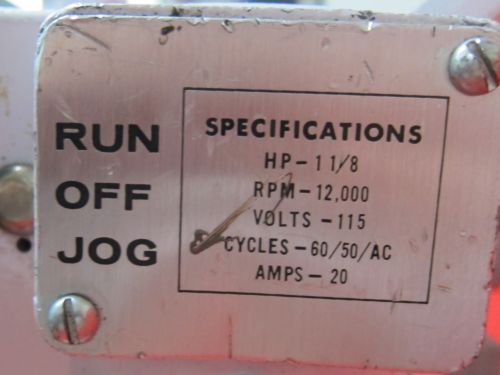 RUN
OFF
JOG
SPECIFICATIONS
HP-1 1/8
RPM-12,000
VOLTS-115
CYCLES-60/50/AC
AMPS-20